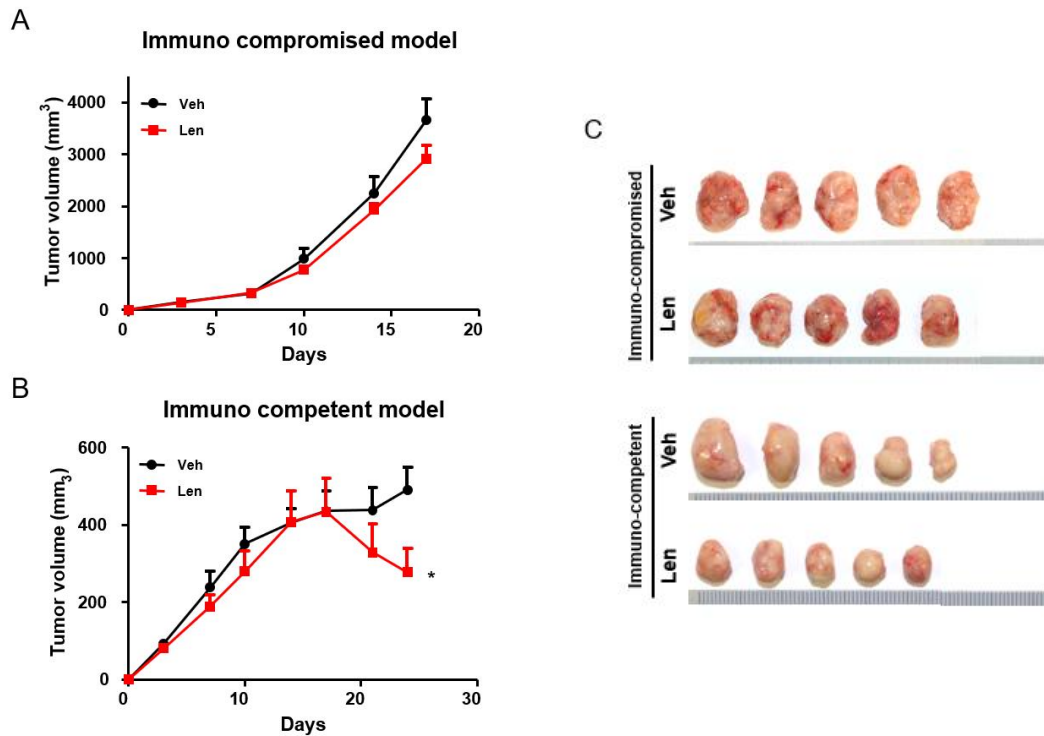 A
Immuno compromised model
Tumor volume (mm3)
4000
3000
2000
1000
0
Veh
Len
0 5 10 15 20
Days
B
Immuno competent model
Tumor volume (mm3)
600
400
200
0
Veh
Len
*
0 10 20 30
Days
C
Immuno-compromised
Veh
Len
Immuno-competent
Veh
Len